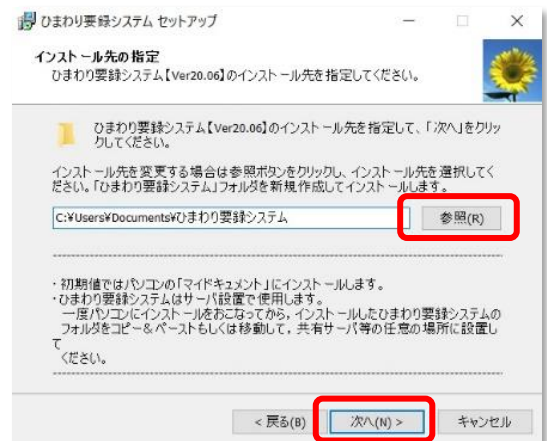 ひまわり要録システム セットアップ
インストール先の指定
ひまわり要録システム【Ver20.06】のインストール先を指定してください。
ひまわり要録システム【Ver20.06】のインストール先を指定して、「次へ」をクリッ
クしてください。
インストール先を変更する場合は参照ボタンをクリックし、インストール先を選択してく
ださい。「ひまわり要録システム」フォルダを新規作成してインストールします。
C:¥Users¥Documents¥ひまわり要録システム
参照(R)
・初期値ではパソコンの「マイドキュメント」にインストールします。
・ひまわり要録システムはサーバ設置で使用します。
一度パソコンにインストールをおこなってから，インストールしたひまわり要録システムの
フォルダをコピー＆ペーストもしくは移動して，共有サーバ等の任意の場所に設置し
て
ください。
< 戻る(B)
次へ(N) >
キャンセル